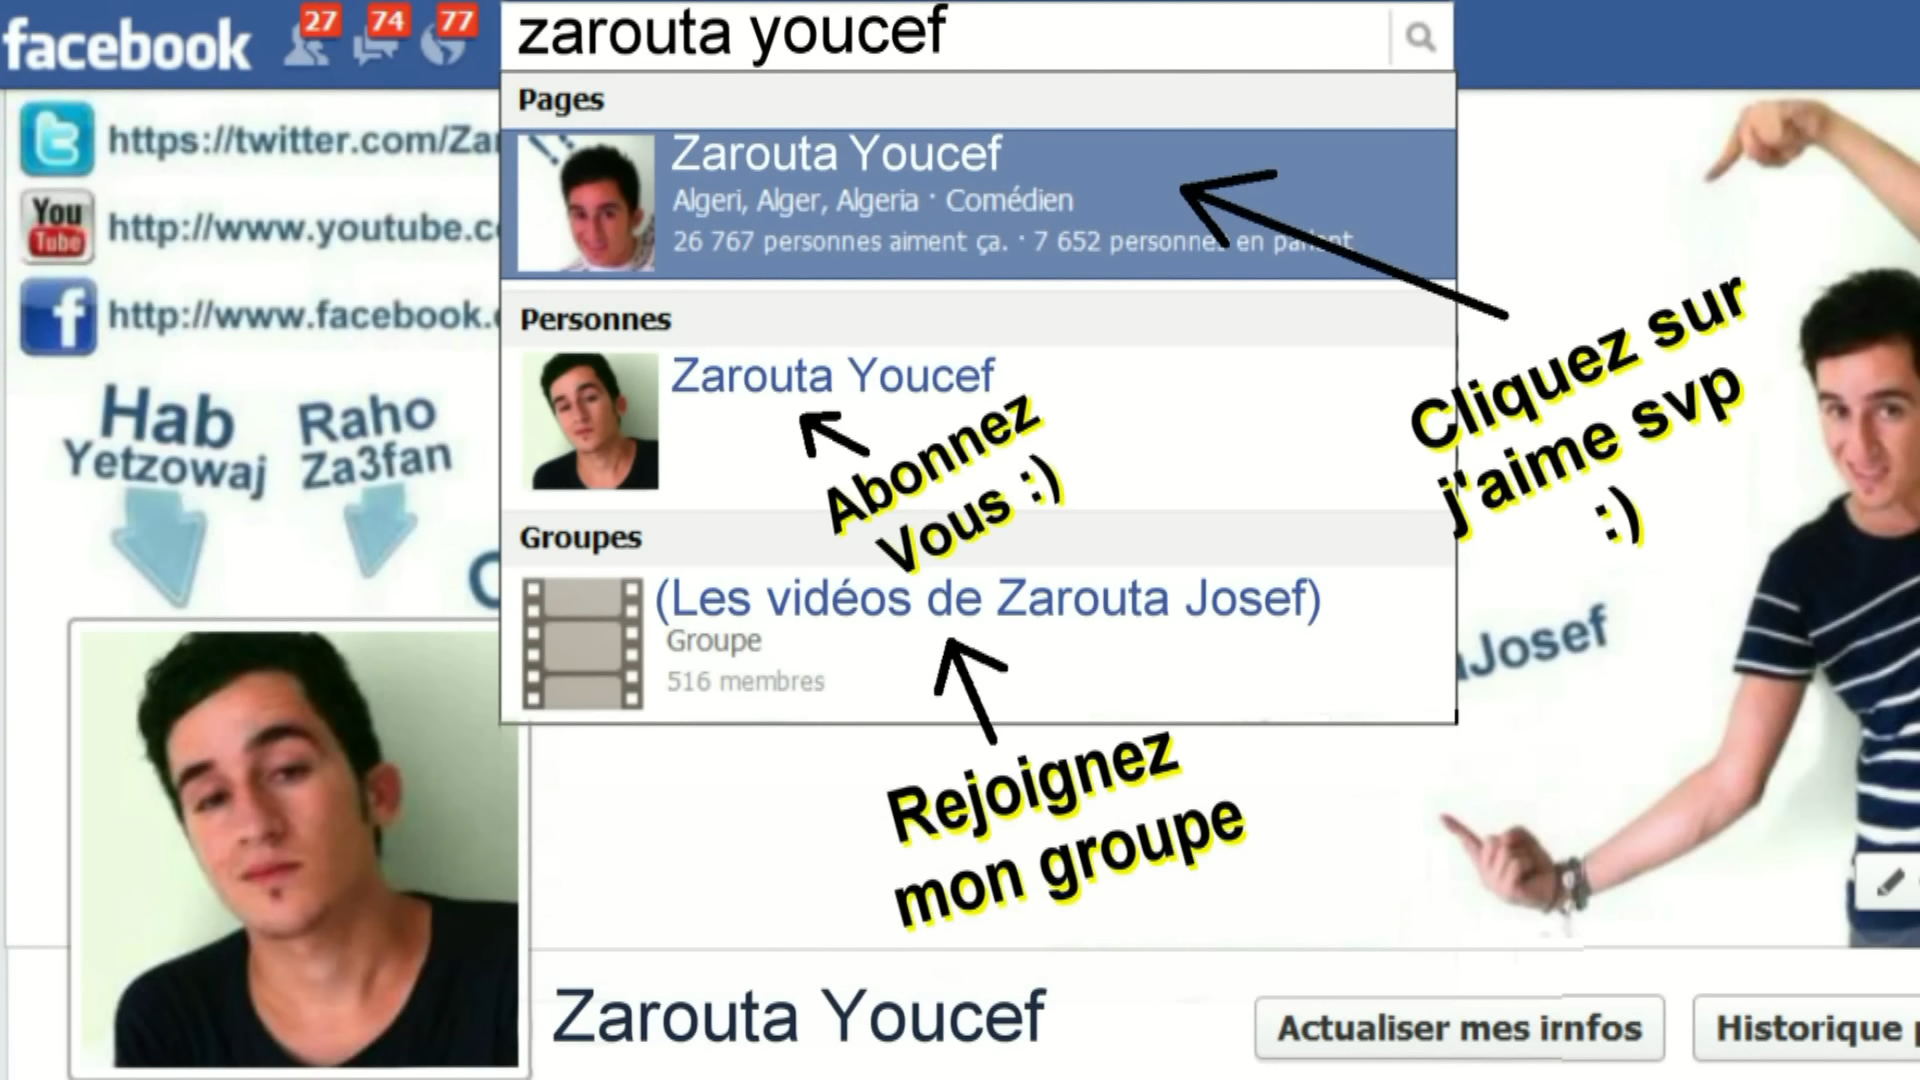 facebook
27
74
77
zarouta youcef
Pages
Zarouta Youcef
Algeri, Alger, Algeria · Comédien
26 767 personnes aiment ça. · 7 652 personnes en parlent
https://twitter.com/Za
You
Tube
http://www.youtube.c
http://www.facebook.
Hab
Yetzowaj
Raho
Za3fan
Personnes
Zarouta Youcef
Abonnez
Vous :)
Cliquez sur
j'aime svp
:)
Groupes
(Les vidéos de Zarouta Josef)
Groupe
516 membres
Josef
Rejoignez
mon groupe
Zarouta Youcef
Actualiser mes irnfos
Historique